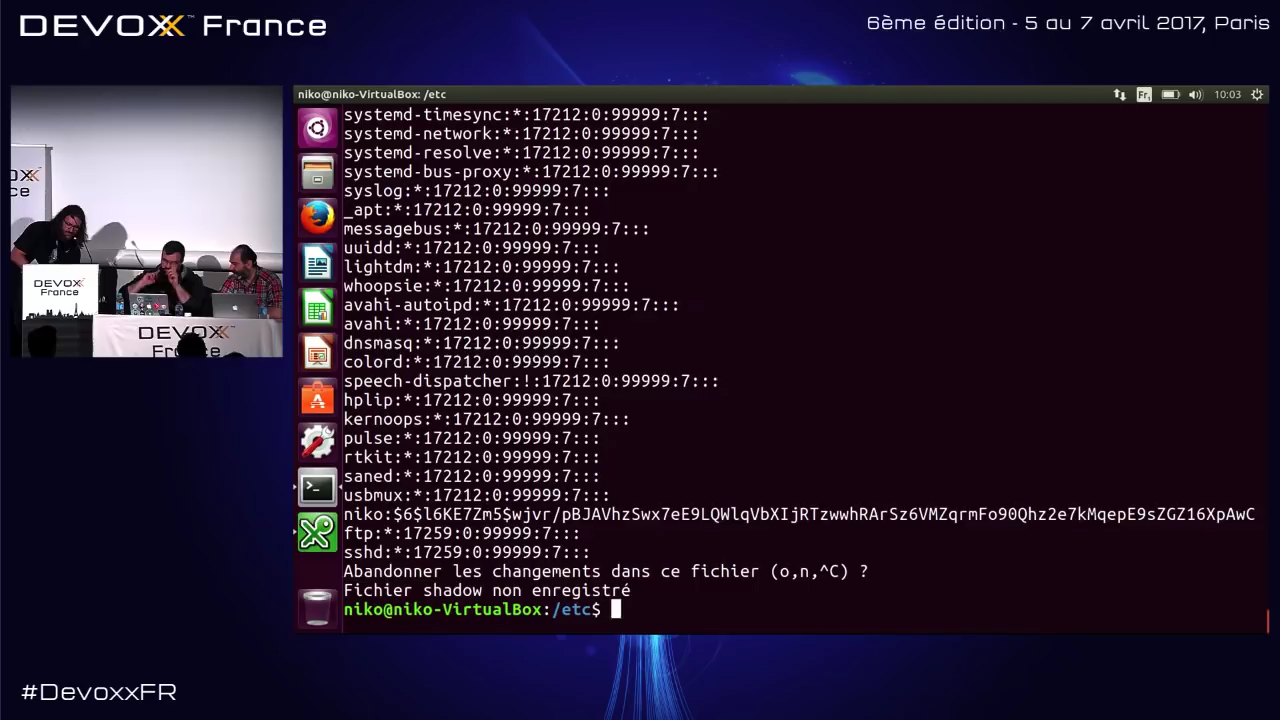 DEVOXX™ France
6ème édition - 5 au 7 avril 2017, Paris
niko@niko-VirtualBox: /etc
Fr1
10:03
systemd-timesync:*:17212:0:99999:7:::
systemd-network:*:17212:0:99999:7:::
systemd-resolve:*:17212:0:99999:7:::
systemd-bus-proxy:*:17212:0:99999:7:::
syslog:*:17212:0:99999:7:::
_apt:*:17212:0:99999:7:::
messagebus:*:17212:0:99999:7:::
uuidd:*:17212:0:99999:7:::
lightdm:*:17212:0:99999:7:::
whoopsie:*:17212:0:99999:7:::
avahi-autoipd:*:17212:0:99999:7:::
avahi:*:17212:0:99999:7:::
dnsmasq:*:17212:0:99999:7:::
colord:*:17212:0:99999:7:::
speech-dispatcher:!:17212:0:99999:7:::
hplip:*:17212:0:99999:7:::
kernoops:*:17212:0:99999:7:::
pulse:*:17212:0:99999:7:::
rtkit:*:17212:0:99999:7:::
saned:*:17212:0:99999:7:::
usbmux:*:17212:0:99999:7:::
niko:$6$l6KE7Zm5$wjvr/pBJAVhzSwx7eE9LQWlqVbXIjRTzwwhRArSz6VMZqrmFo90Qhz2e7kMqepE9sZGZ16XpAwC
ftp:*:17259:0:99999:7:::
sshd:*:17259:0:99999:7:::
Abandonner les changements dans ce fichier (o,n,^C) ?
Fichier shadow non enregistré
niko@niko-VirtualBox:/etc$
DEVOXX
France
DEVOXX
France
#DevoxxFR